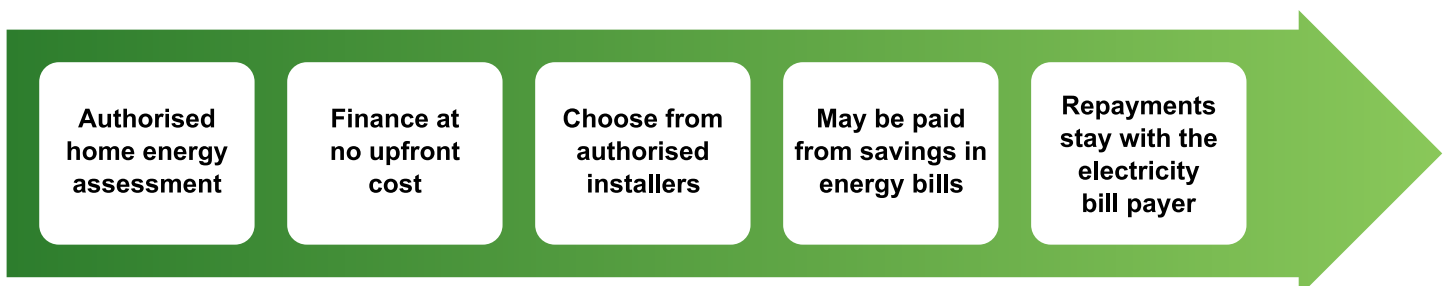 Authorised
home energy
assessment
Finance at
no upfront
cost
Choose from
authorised
installers
May be paid
from savings in
energy bills
Repayments
stay with the
electricity
bill payer